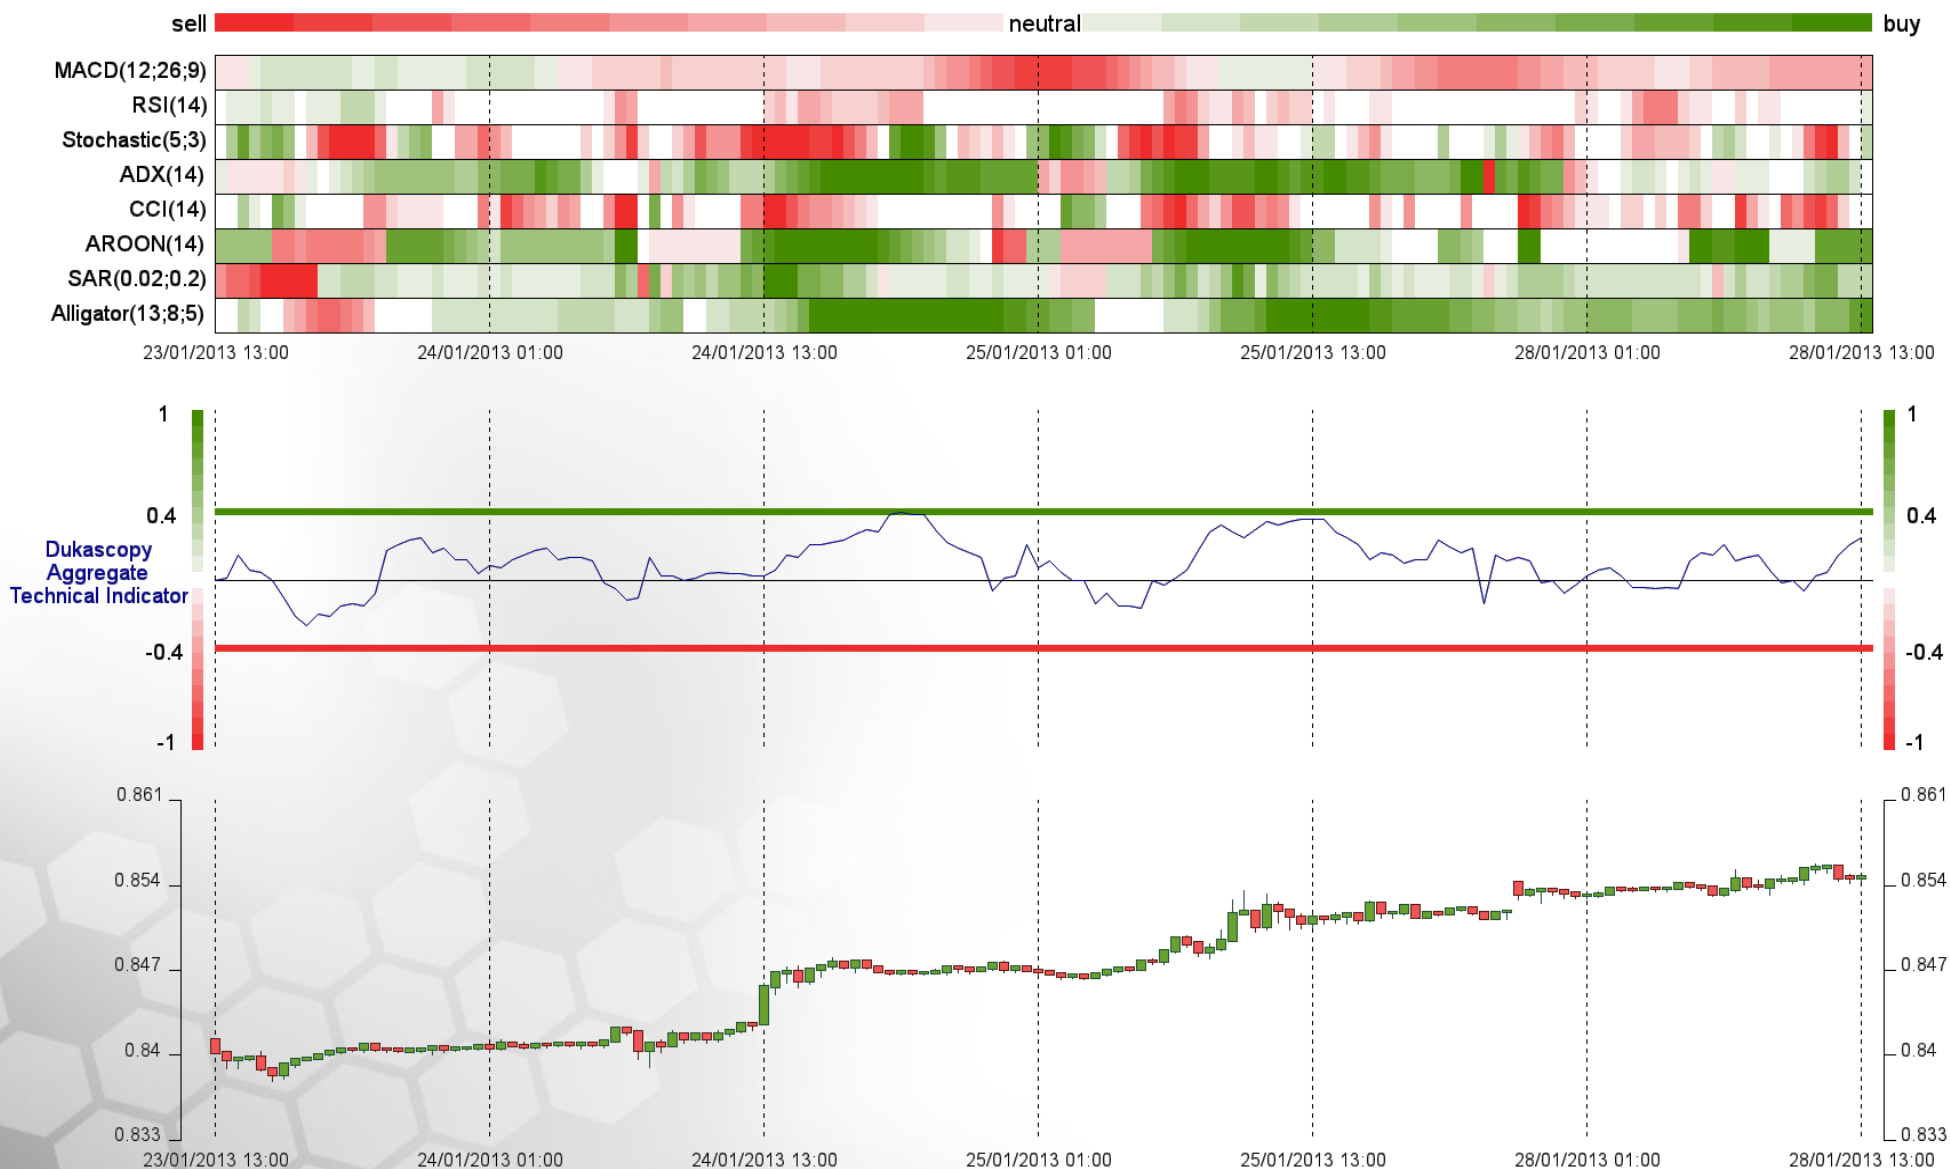 sell neutral buy
MACD(12;26;9)
RSI(14)
Stochastic(5;3)
ADX(14)
CCI(14)
AROON(14)
SAR(0.02;0.2)
Alligator(13;8;5)
23/01/2013 13:00 24/01/2013 01:00 24/01/2013 13:00 25/01/2013 01:00 25/01/2013 13:00 28/01/2013 01:00 28/01/2013 13:00
1 1
0.4 0.4
Dukascopy
Aggregate
Technical Indicator
-0.4 -0.4
-1 -1
0.861 0.861
0.854 0.854
0.847 0.847
0.84 0.84
0.833 0.833
23/01/2013 13:00 24/01/2013 01:00 24/01/2013 13:00 25/01/2013 01:00 25/01/2013 13:00 28/01/2013 01:00 28/01/2013 13:00